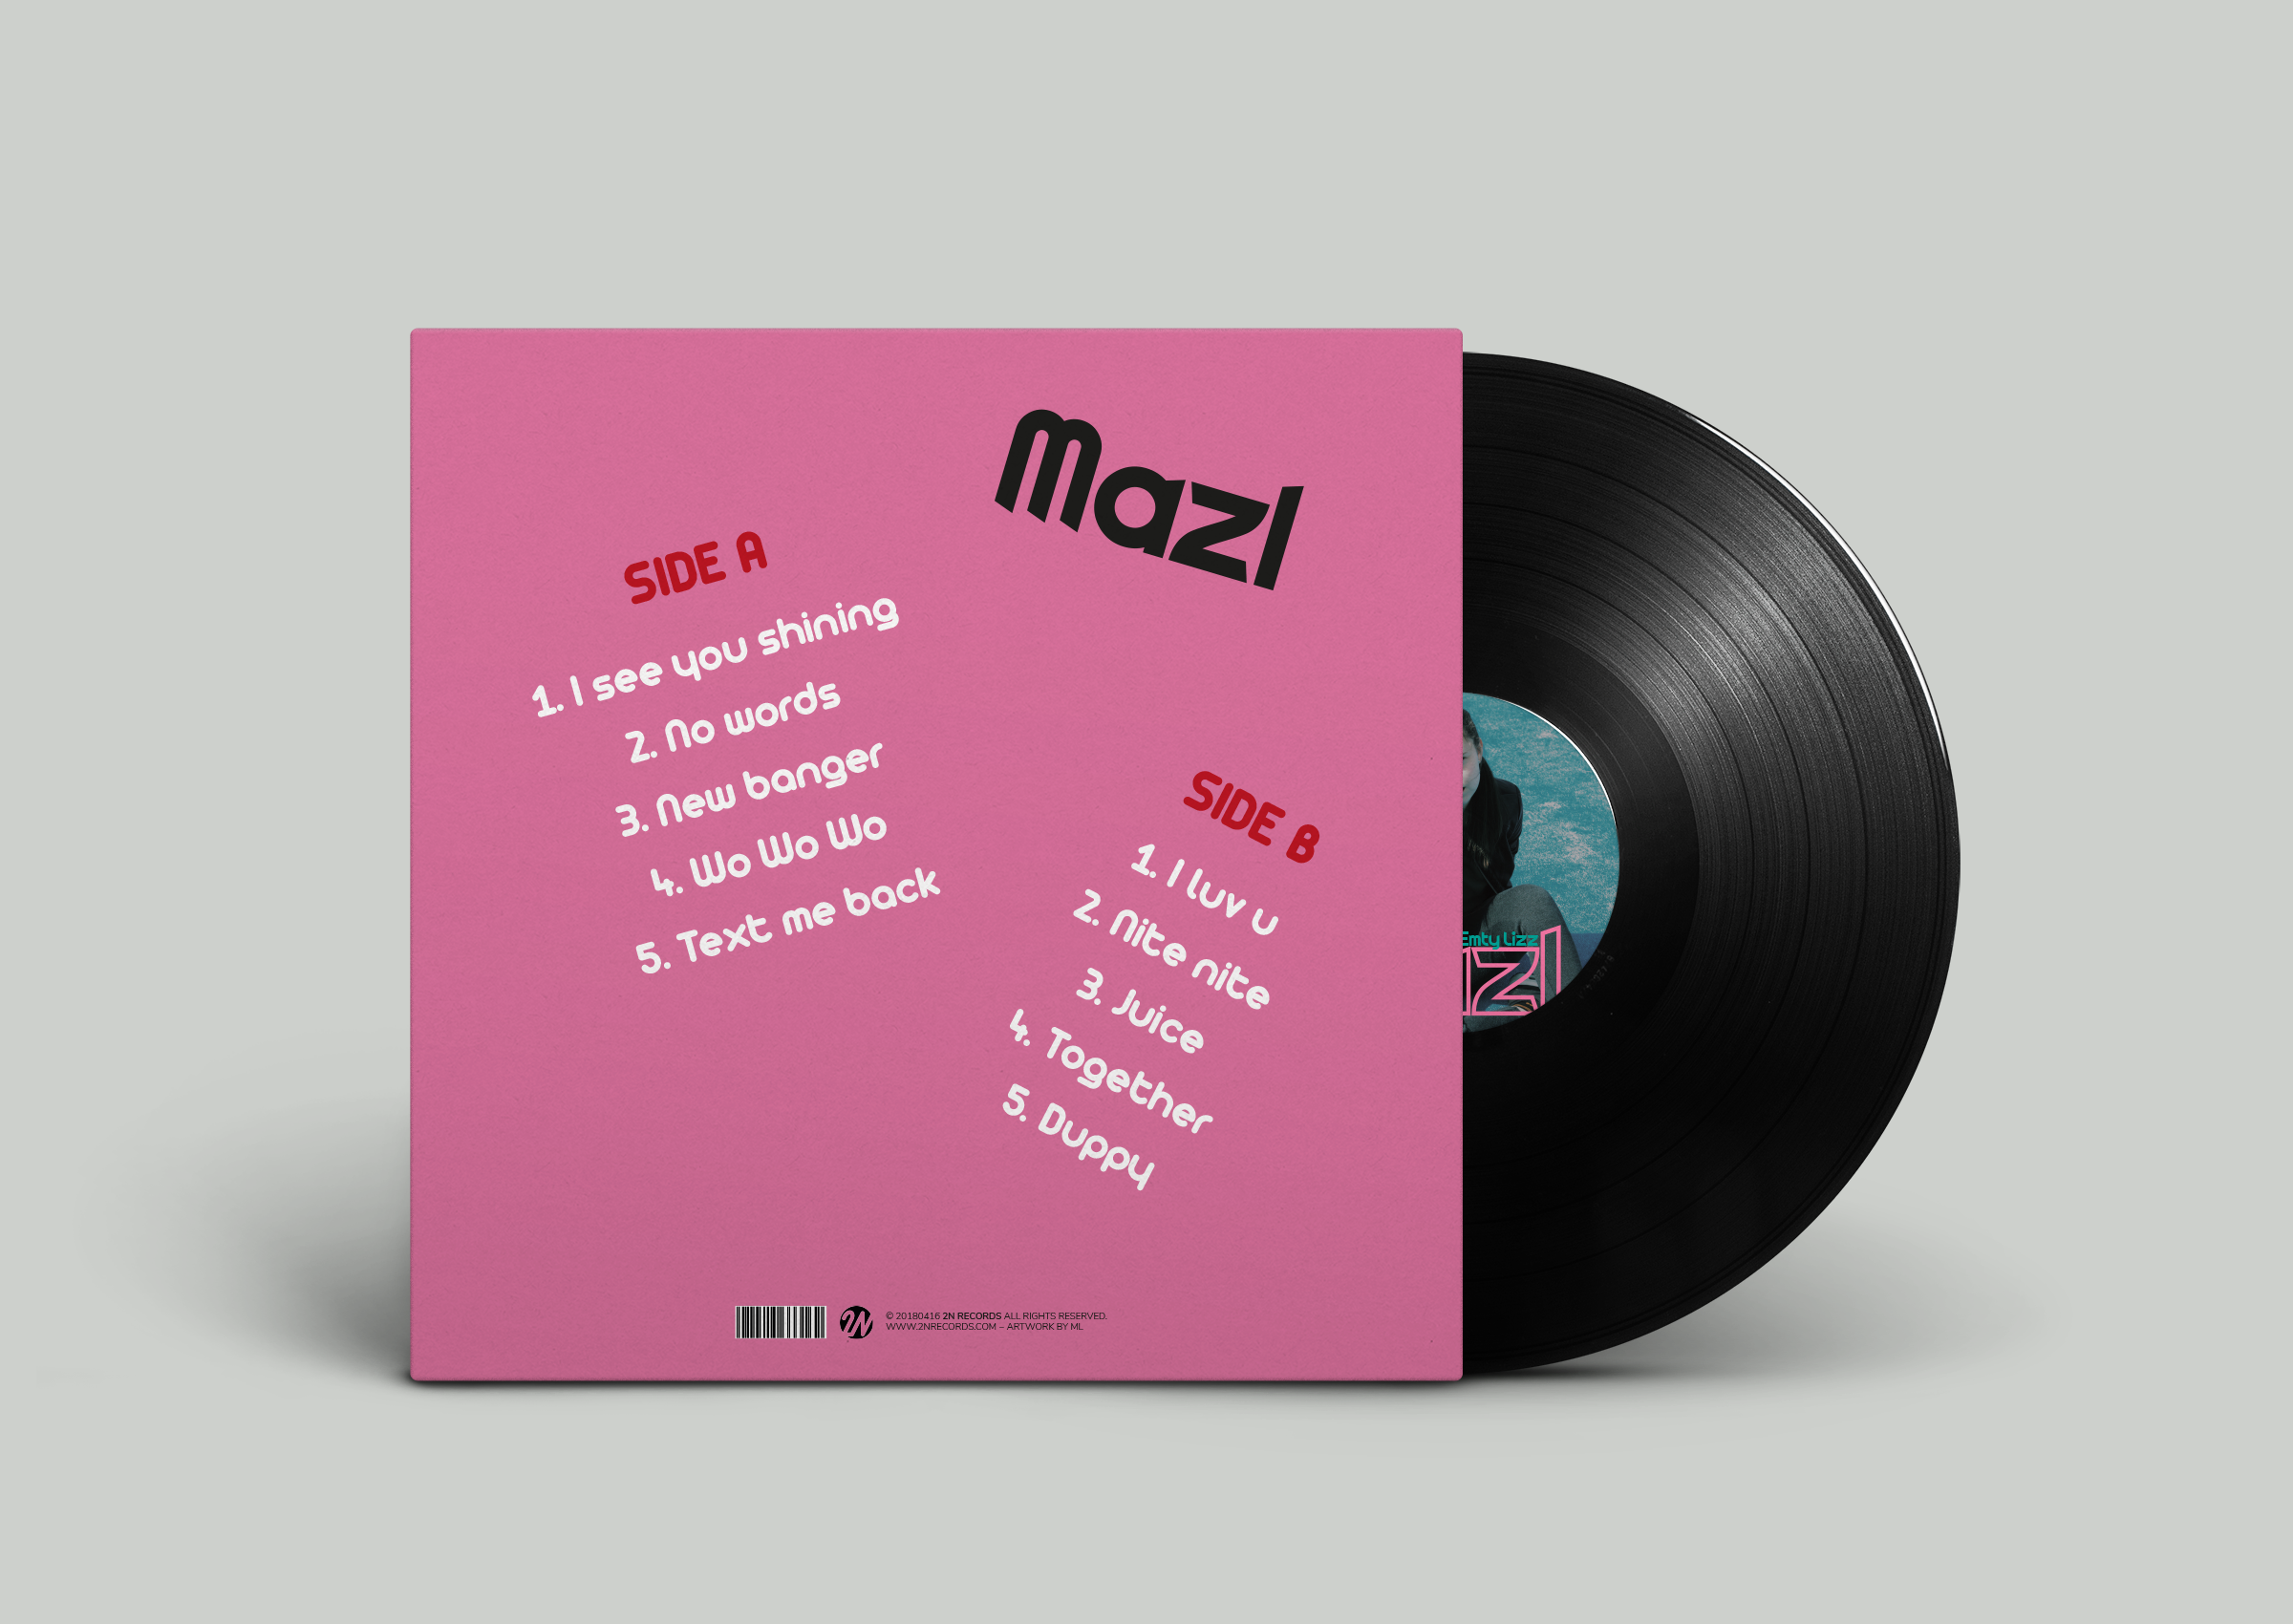 Mazl
SIDE A
1. I see you shining
2. No words
3. New banger
4. Wo Wo Wo
5. Text me back
SIDE B
1. I luv u
2. Nite nite
3. Juice
4. Together
5. Duppy
Emty Lizz
zl
2N
© 20180416 2N RECORDS ALL RIGHTS RESERVED.
WWW.2NRECORDS.COM – ARTWORK BY ML